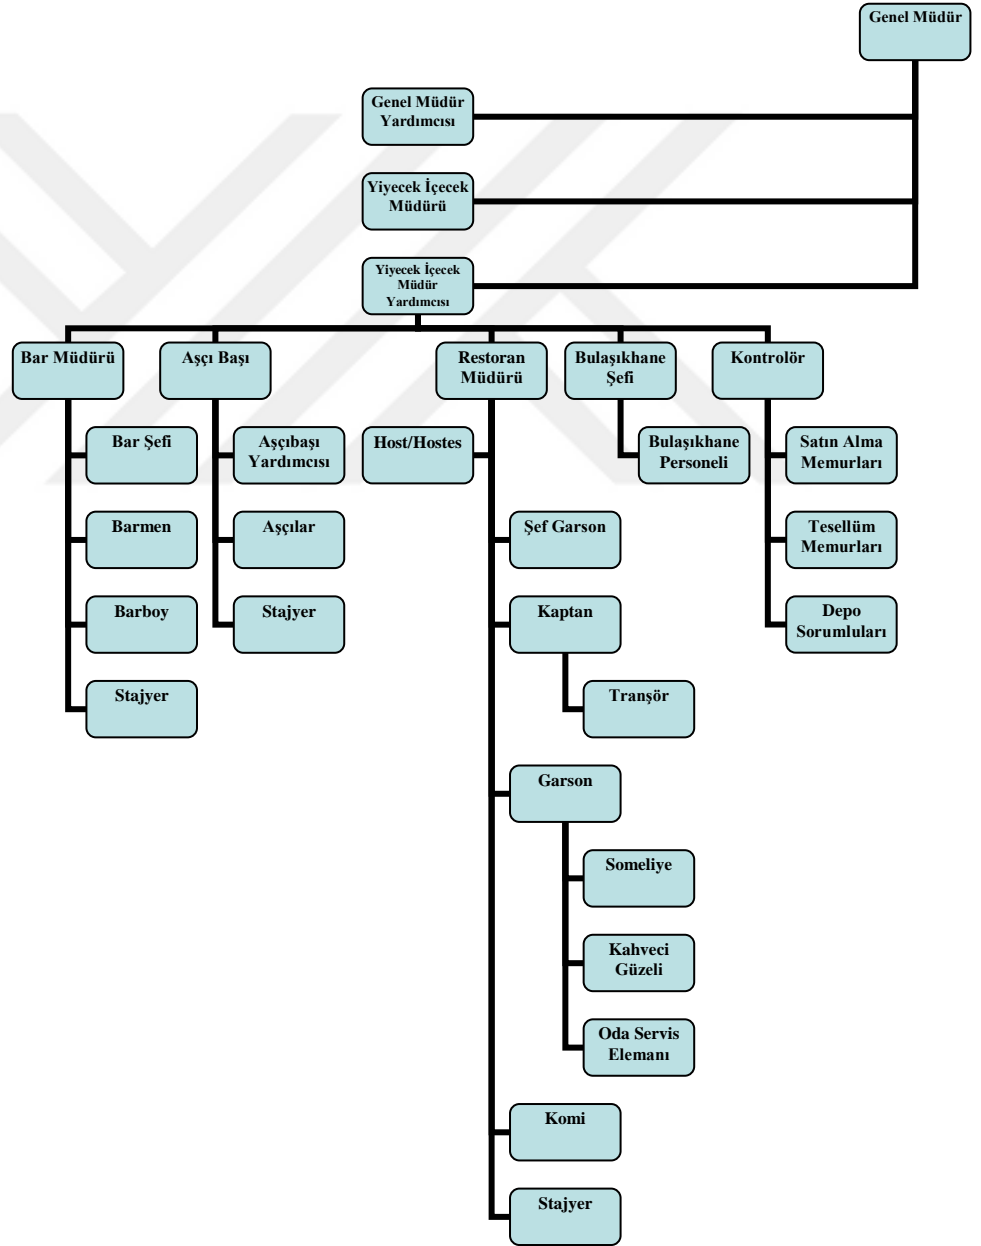 Genel Müdür
Genel Müdür
Yardımcısı
Yiyecek İçecek
Müdürü
Yiyecek İçecek
Müdür
Yardımcısı
Bar Müdürü
Aşçı Başı
Restoran
Müdürü
Bulaşıkhane
Şefi
Kontrolör
Bar Şefi
Aşçıbaşı
Yardımcısı
Host/Hostes
Bulaşıkhane
Personeli
Satın Alma
Memurları
Barmen
Aşçılar
Şef Garson
Tesellüm
Memurları
Barboy
Stajyer
Kaptan
Depo
Sorumluları
Stajyer
Tranşör
Garson
Someliye
Kahveci
Güzeli
Oda Servis
Elemanı
Komi
Stajyer